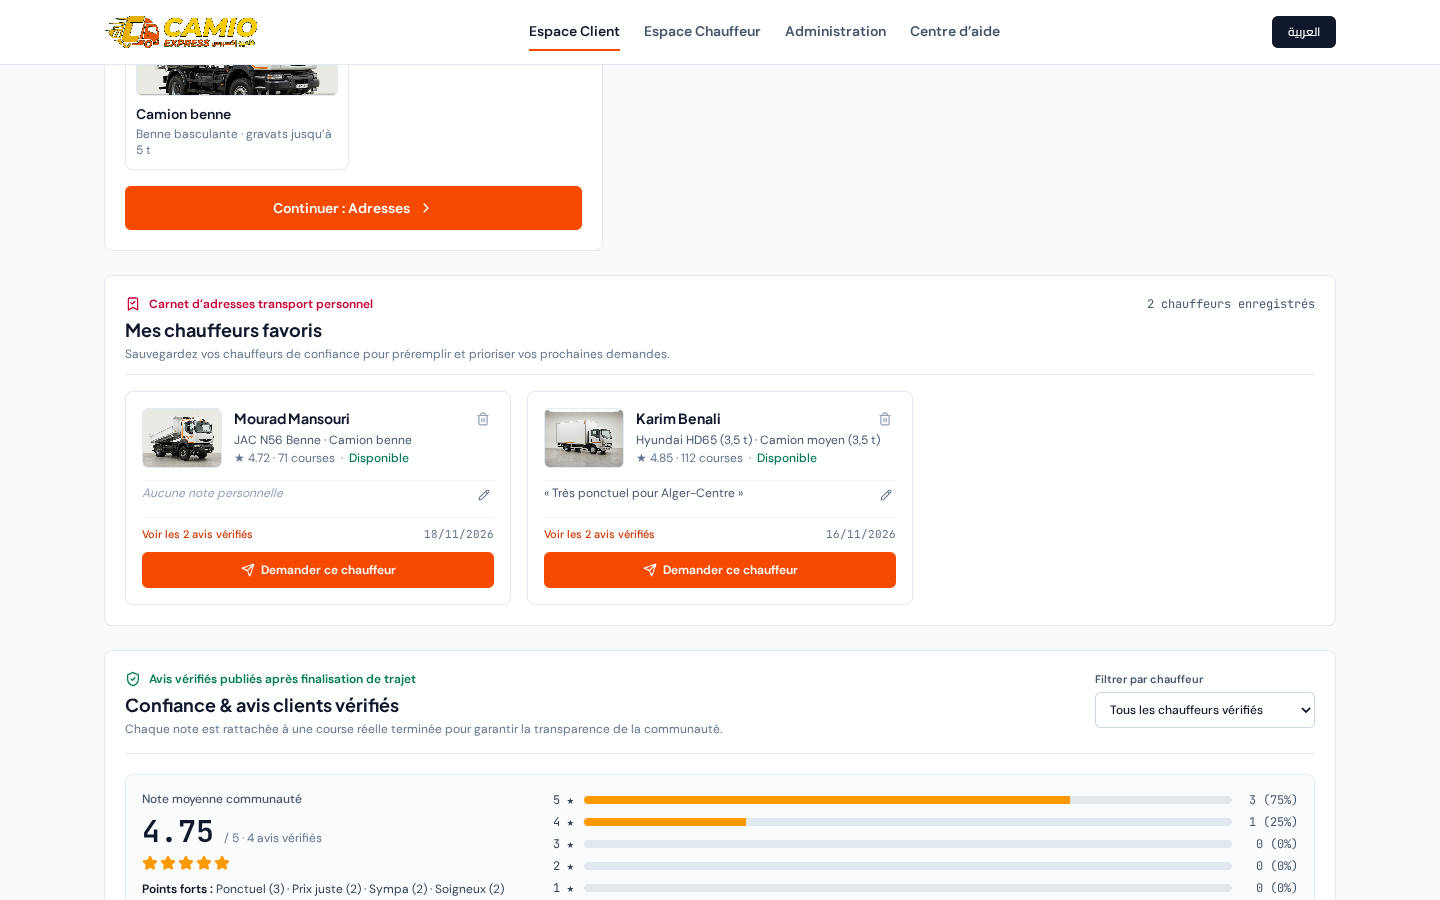 CAMIO
EXPRESS
Espace Client
Espace Chauffeur
Administration
Centre d’aide
العربية
Camion benne
Benne basculante · gravats jusqu’à
5 t
Continuer : Adresses
Carnet d’adresses transport personnel
2 chauffeurs enregistrés
Mes chauffeurs favoris
Sauvegardez vos chauffeurs de confiance pour préremplir et prioriser vos prochaines demandes.
Mourad Mansouri
JAC N56 Benne · Camion benne
★ 4.72 · 71 courses · Disponible
Aucune note personnelle
Voir les 2 avis vérifiés
18/11/2026
Demander ce chauffeur
Karim Benali
Hyundai HD65 (3,5 t) · Camion moyen (3,5 t)
★ 4.85 · 112 courses · Disponible
« Très ponctuel pour Alger-Centre »
Voir les 2 avis vérifiés
16/11/2026
Demander ce chauffeur
Avis vérifiés publiés après finalisation de trajet
Confiance & avis clients vérifiés
Chaque note est rattachée à une course réelle terminée pour garantir la transparence de la communauté.
Filtrer par chauffeur
Tous les chauffeurs vérifiés
Note moyenne communauté
4.75 / 5 · 4 avis vérifiés
Points forts : Ponctuel (3) · Prix juste (2) · Sympa (2) · Soigneux (2)
5 ★ 3 (75%)
4 ★ 1 (25%)
3 ★ 0 (0%)
2 ★ 0 (0%)
1 ★ 0 (0%)